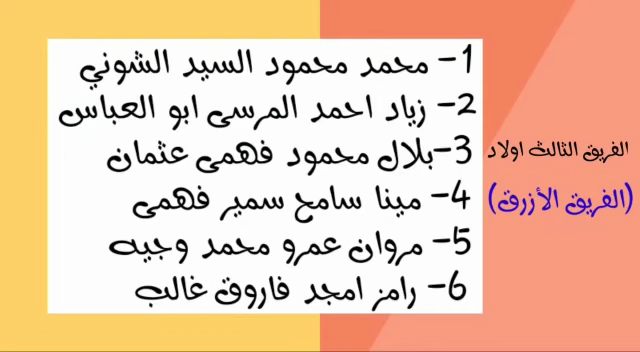 1- محمد محمود السيد الشوني
2- زياد احمد المرسى ابو العباس
3- بلال محمود فهمى عثمان
4- مينا سامح سمير فهمى
5- مروان عمرو محمد وجيه
6- رامز امجد فاروق غالب
الفريق الثالث اولاد
(الفريق الأزرق)